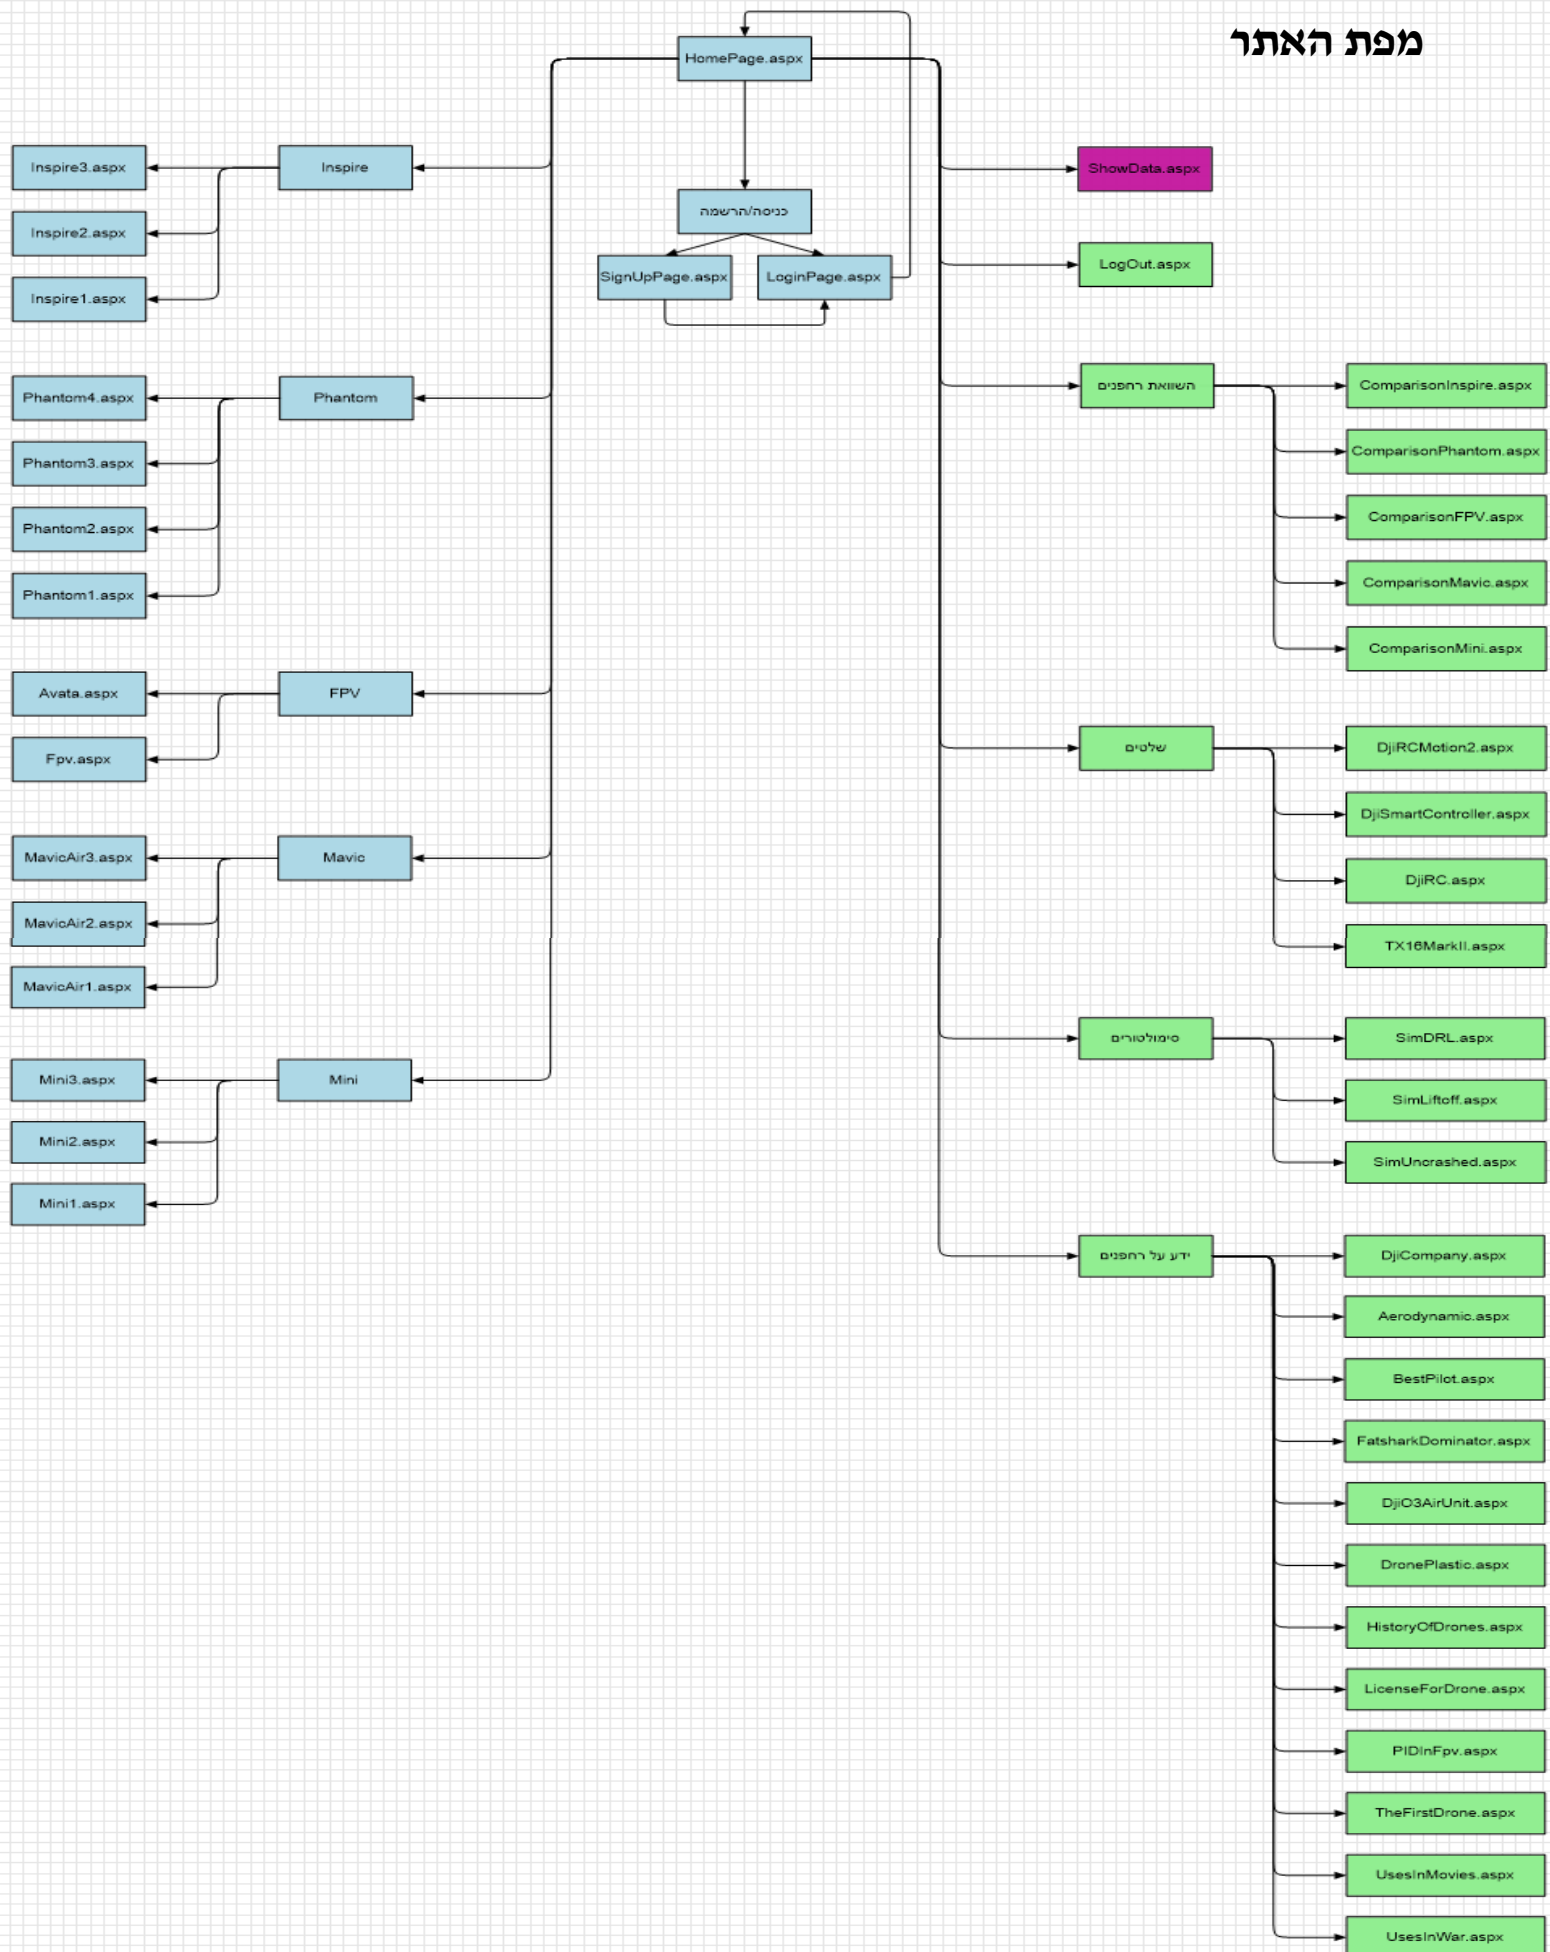 מפת האתר
HomePage.aspx
כניסה/הרשמה
SignUpPage.aspx
LoginPage.aspx
Inspire
Inspire3.aspx
Inspire2.aspx
Inspire1.aspx
Phantom
Phantom4.aspx
Phantom3.aspx
Phantom2.aspx
Phantom1.aspx
FPV
Avata.aspx
Fpv.aspx
Mavic
MavicAir3.aspx
MavicAir2.aspx
MavicAir1.aspx
Mini
Mini3.aspx
Mini2.aspx
Mini1.aspx
ShowData.aspx
LogOut.aspx
השוואת רחפנים
ComparisonInspire.aspx
ComparisonPhantom.aspx
ComparisonFPV.aspx
ComparisonMavic.aspx
ComparisonMini.aspx
שלטים
DjiRCMotion2.aspx
DjiSmartController.aspx
DjiRC.aspx
TX16MarkII.aspx
סימולטורים
SimDRL.aspx
SimLiftoff.aspx
SimUncrashed.aspx
ידע על רחפנים
DjiCompany.aspx
Aerodynamic.aspx
BestPilot.aspx
FatsharkDominator.aspx
DjiO3AirUnit.aspx
DronePlastic.aspx
HistoryOfDrones.aspx
LicenseForDrone.aspx
PIDInFpv.aspx
TheFirstDrone.aspx
UsesInMovies.aspx
UsesInWar.aspx